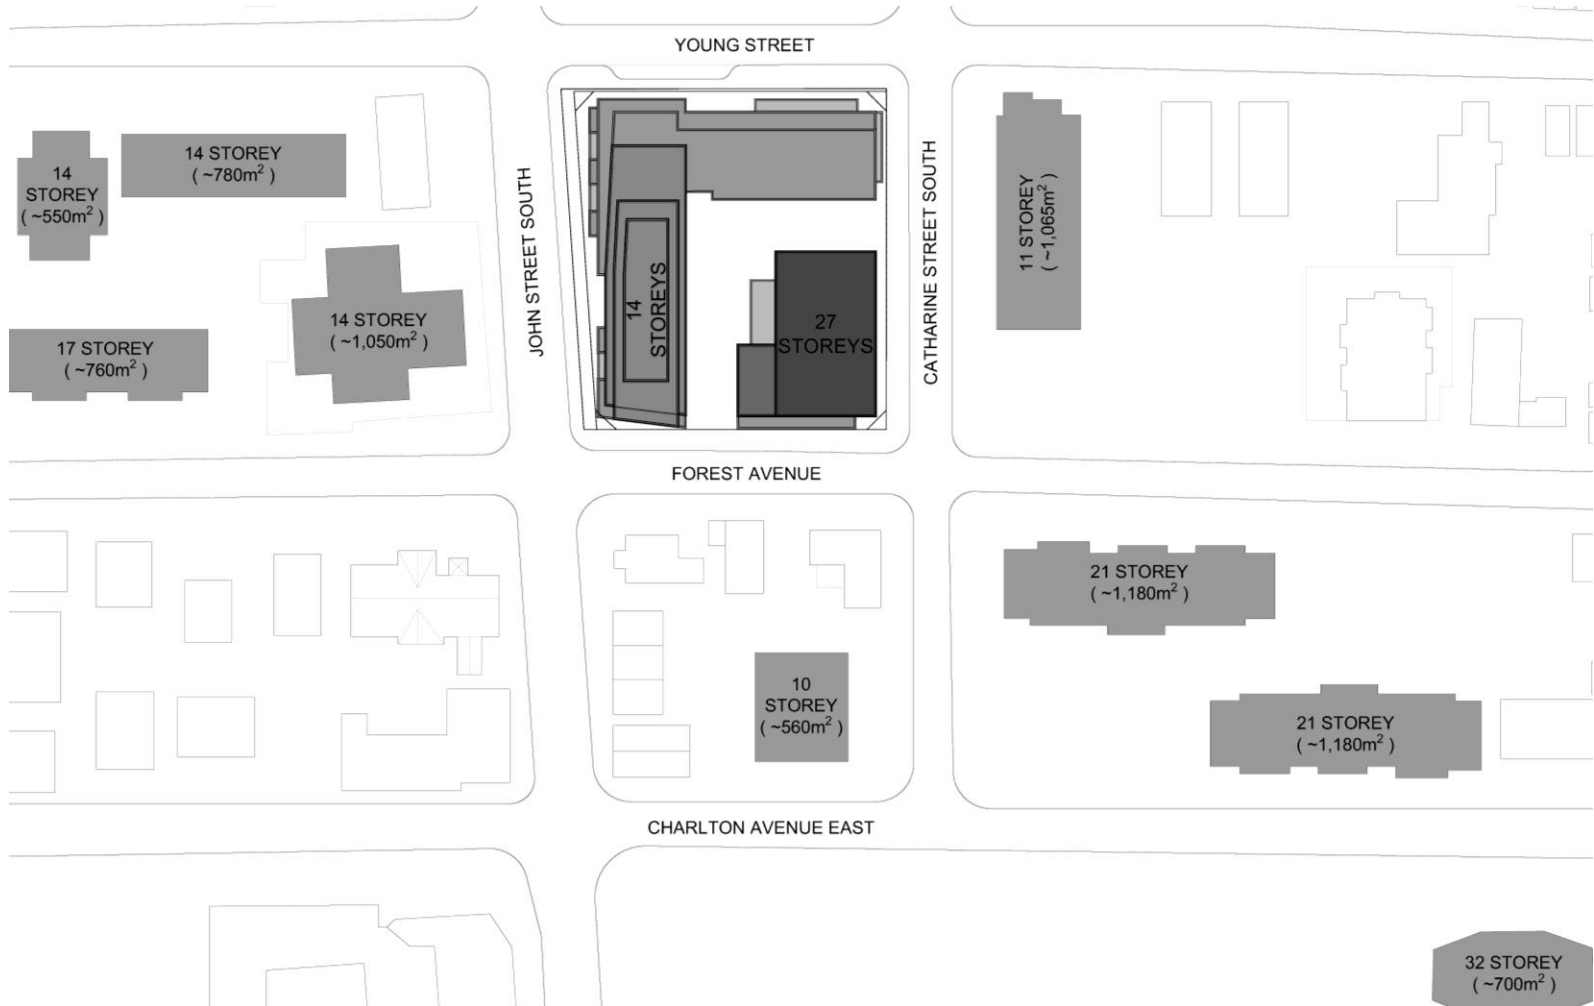 YOUNG STREET
14 STOREY
( ~780m² )
14
STOREY
( ~550m² )
14 STOREY
( ~1,050m² )
17 STOREY
( ~760m² )
JOHN STREET SOUTH
14
STOREYS
27
STOREYS
CATHARINE STREET SOUTH
11 STOREY
( ~1,065m² )
FOREST AVENUE
21 STOREY
( ~1,180m² )
10
STOREY
( ~560m² )
21 STOREY
( ~1,180m² )
CHARLTON AVENUE EAST
32 STOREY
( ~700m² )